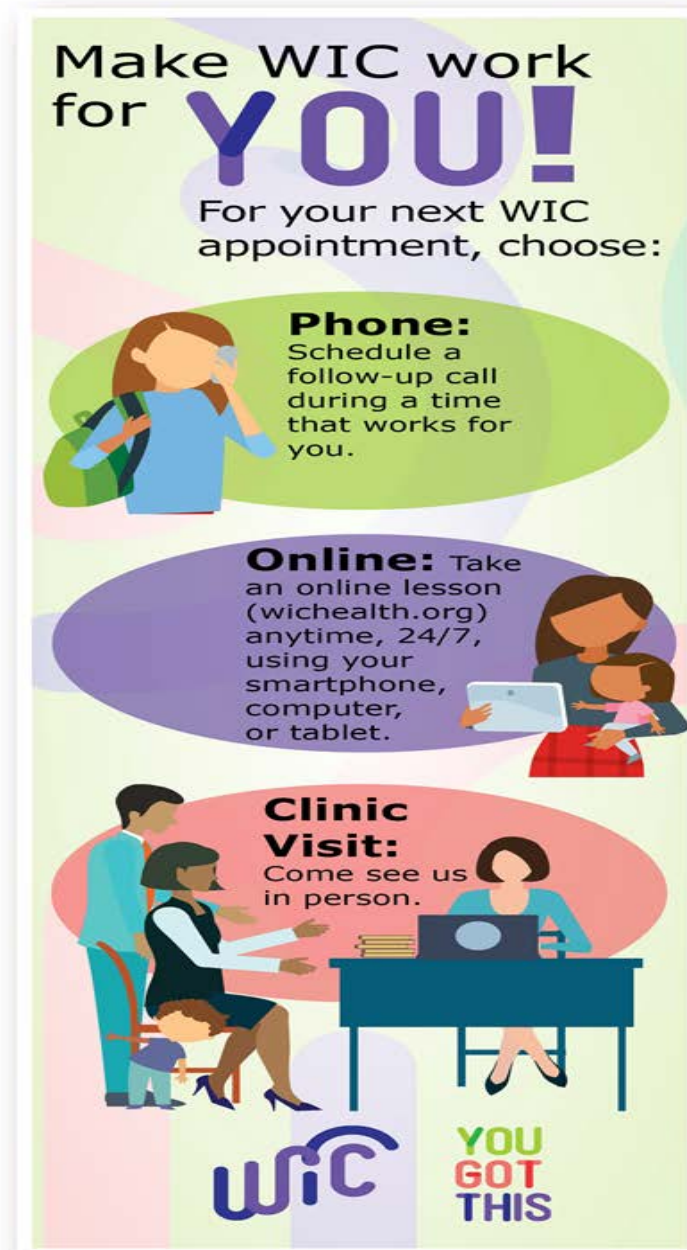 Make WIC work
for YOU!
For your next WIC
appointment, choose:
Phone:
Schedule a
follow-up call
during a time
that works for
you.
Online: Take
an online lesson
(wichealth.org)
anytime, 24/7,
using your
smartphone,
computer,
or tablet.
Clinic
Visit:
Come see us
in person.
WiC
YOU
GOT
THIS